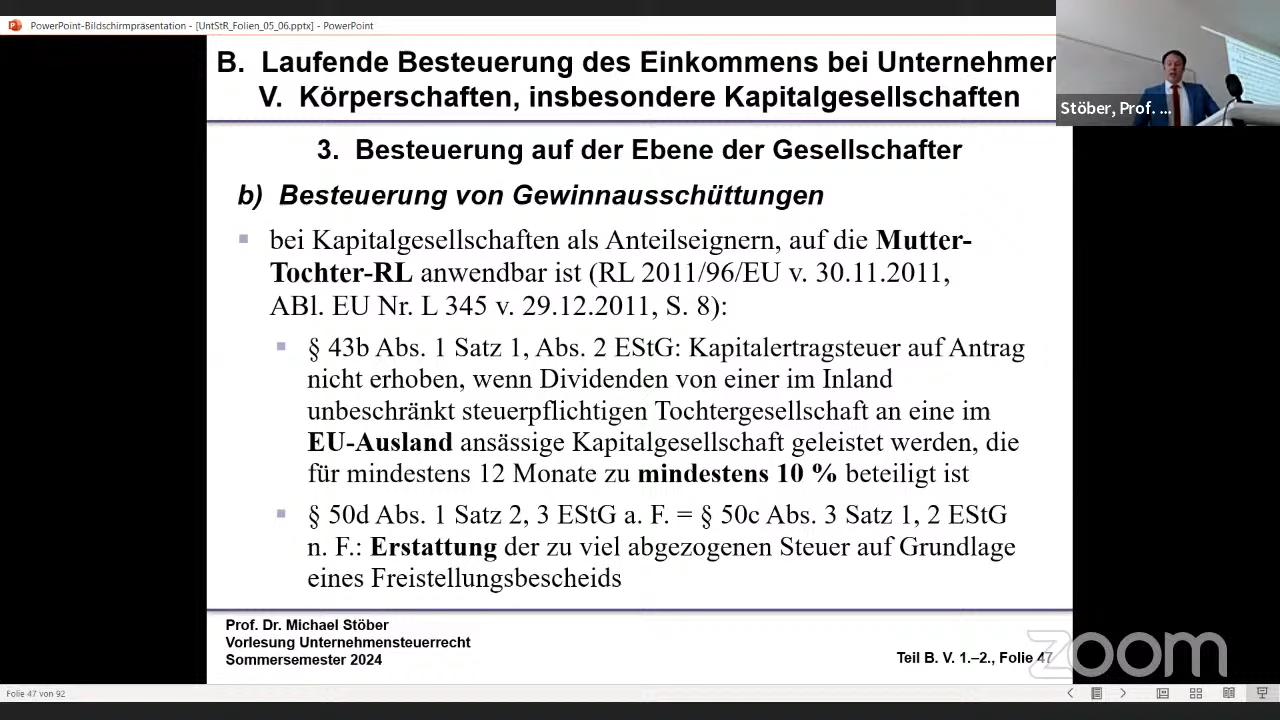 PowerPoint-Bildschirmpräsentation - [UntStR_Folien_05_06.pptx] - PowerPoint
B. Laufende Besteuerung des Einkommens bei Unternehmen
V. Körperschaften, insbesondere Kapitalgesellschaften
Stöber, Prof. ...
3. Besteuerung auf der Ebene der Gesellschafter
b) Besteuerung von Gewinnausschüttungen
bei Kapitalgesellschaften als Anteilseignern, auf die Mutter-
Tochter-RL anwendbar ist (RL 2011/96/EU v. 30.11.2011,
ABl. EU Nr. L 345 v. 29.12.2011, S. 8):
§ 43b Abs. 1 Satz 1, Abs. 2 EStG: Kapitalertragsteuer auf Antrag
nicht erhoben, wenn Dividenden von einer im Inland
unbeschränkt steuerpflichtigen Tochtergesellschaft an eine im
EU-Ausland ansässige Kapitalgesellschaft geleistet werden, die
für mindestens 12 Monate zu mindestens 10 % beteiligt ist
§ 50d Abs. 1 Satz 2, 3 EStG a. F. = § 50c Abs. 3 Satz 1, 2 EStG
n. F.: Erstattung der zu viel abgezogenen Steuer auf Grundlage
eines Freistellungsbescheids
Prof. Dr. Michael Stöber
Vorlesung Unternehmensteuerrecht
Sommersemester 2024
Teil B. V. 1.–2., Folie 47
zoom
Folie 47 von 92